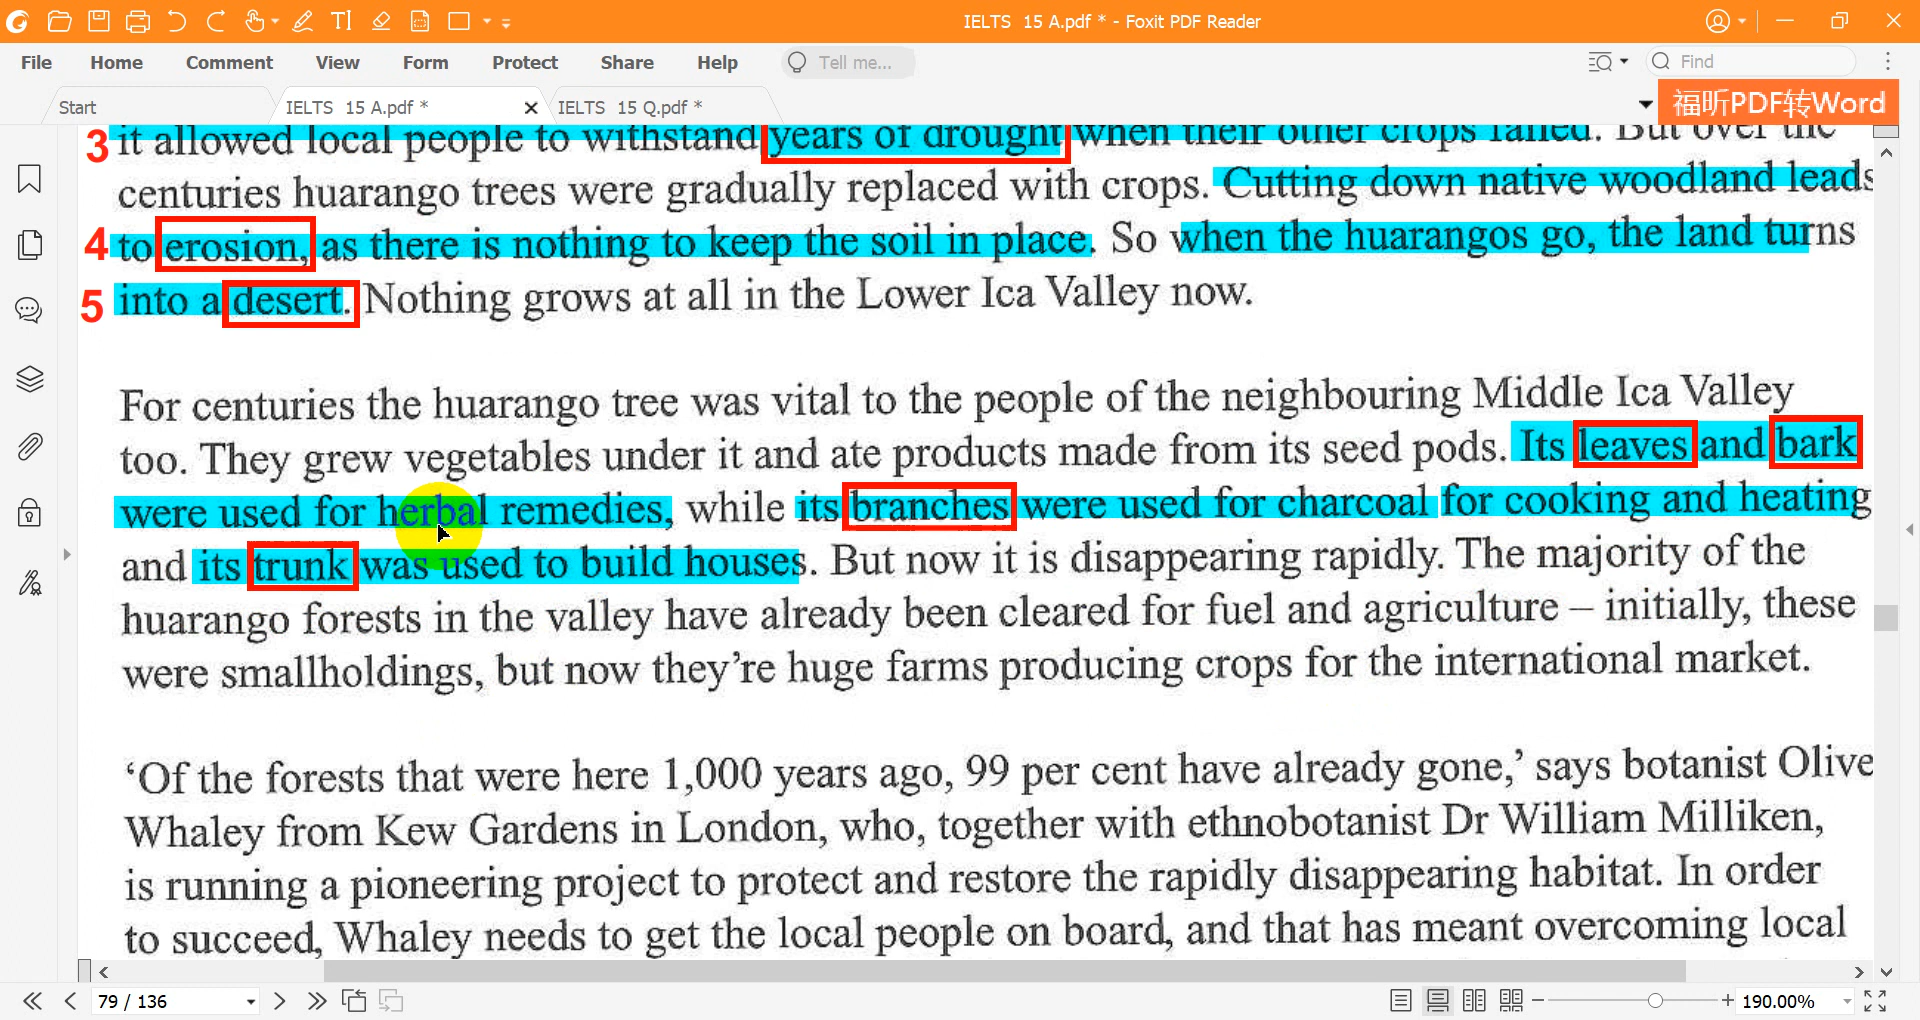 IELTS 15 A.pdf * - Foxit PDF Reader
File Home Comment View Form Protect Share Help Tell me... Find
Start IELTS 15 A.pdf * IELTS 15 Q.pdf * 福昕PDF转Word
3 it allowed local people to withstand years of drought when their other crops failed. But over the
centuries huarango trees were gradually replaced with crops. Cutting down native woodland leads
4 to erosion, as there is nothing to keep the soil in place. So when the huarangos go, the land turns
5 into a desert. Nothing grows at all in the Lower Ica Valley now.
For centuries the huarango tree was vital to the people of the neighbouring Middle Ica Valley
too. They grew vegetables under it and ate products made from its seed pods. Its leaves and bark
were used for herbal remedies, while its branches were used for charcoal for cooking and heating
and its trunk was used to build houses. But now it is disappearing rapidly. The majority of the
huarango forests in the valley have already been cleared for fuel and agriculture – initially, these
were smallholdings, but now they're huge farms producing crops for the international market.
'Of the forests that were here 1,000 years ago, 99 per cent have already gone,' says botanist Olive
Whaley from Kew Gardens in London, who, together with ethnobotanist Dr William Milliken,
is running a pioneering project to protect and restore the rapidly disappearing habitat. In order
to succeed, Whaley needs to get the local people on board, and that has meant overcoming local
79 / 136 190.00%